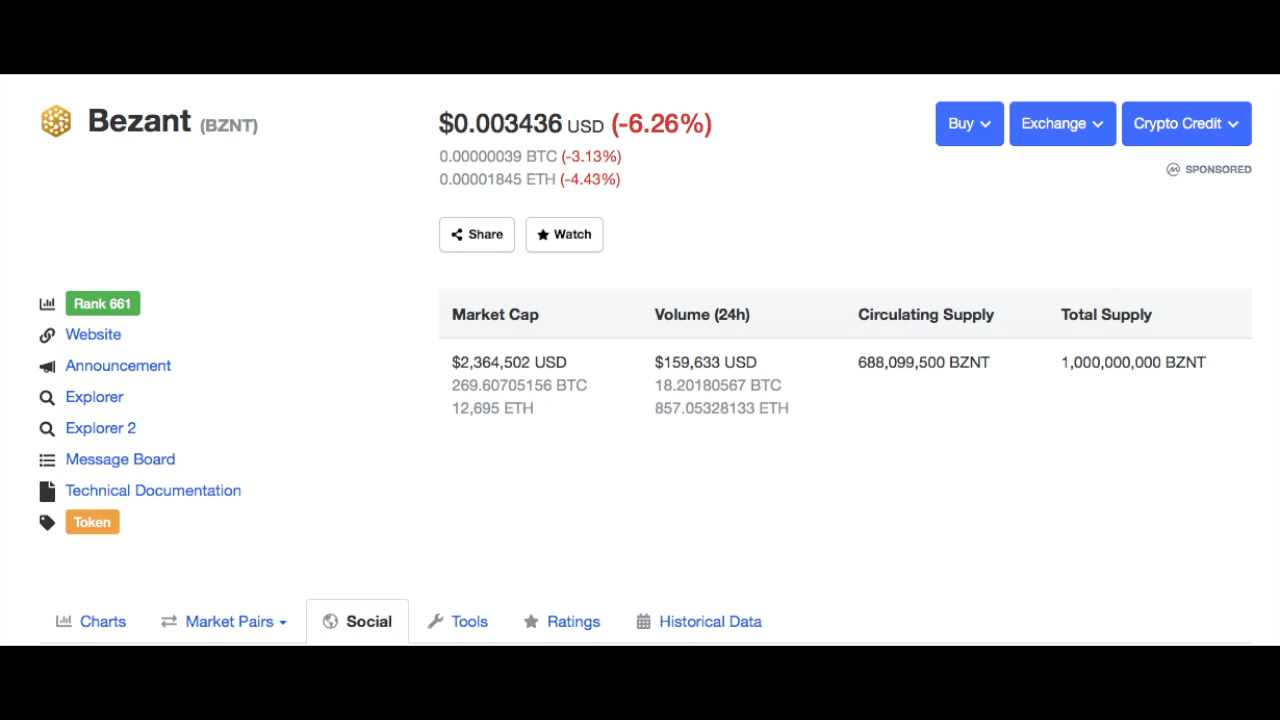 Bezant (BZNT)
$0.003436 USD (-6.26%)
0.00000039 BTC (-3.13%)
0.00001845 ETH (-4.43%)
Buy
Exchange
Crypto Credit
SPONSORED
Share
Watch
Rank 661
Website
Announcement
Explorer
Explorer 2
Message Board
Technical Documentation
Token
Market Cap
Volume (24h)
Circulating Supply
Total Supply
$2,364,502 USD
269.60705156 BTC
12,695 ETH
$159,633 USD
18.20180567 BTC
857.05328133 ETH
688,099,500 BZNT
1,000,000,000 BZNT
Charts
Market Pairs
Social
Tools
Ratings
Historical Data